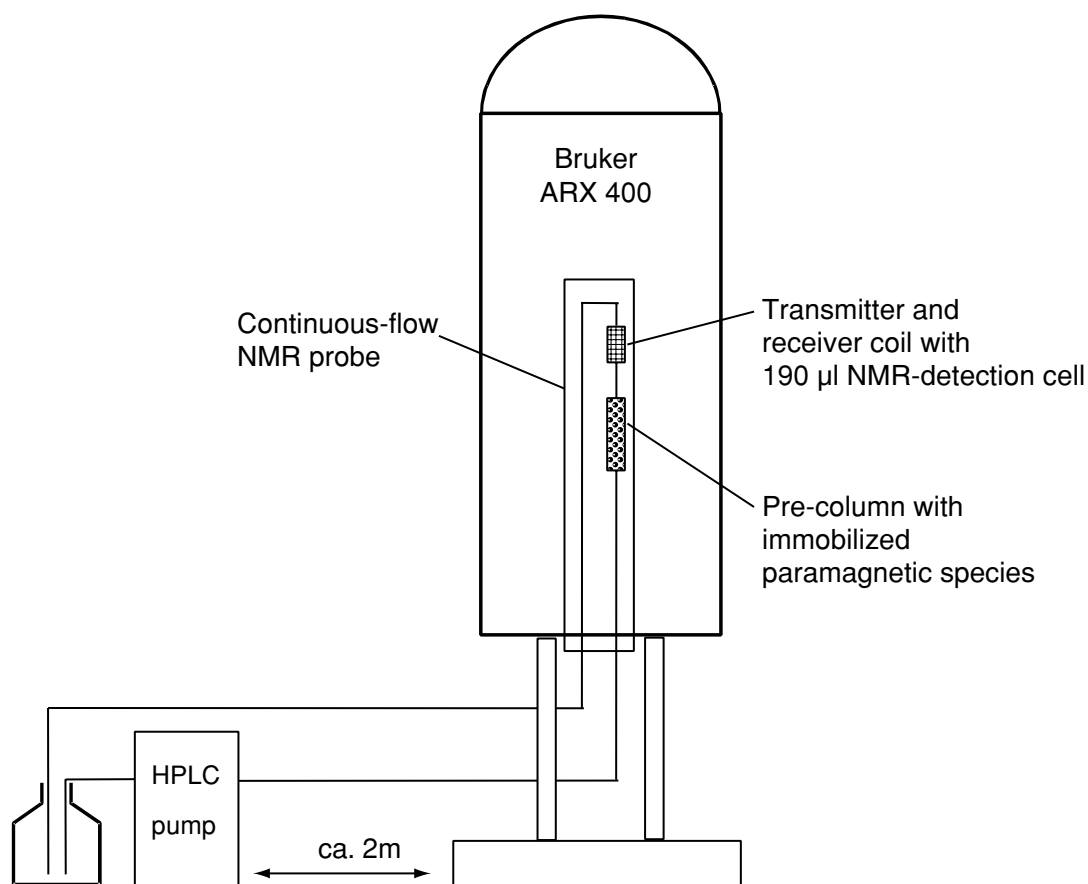 Bruker
ARX 400
Continuous-flow
NMR probe
Transmitter and
receiver coil with
190 µl NMR-detection cell
Pre-column with
immobilized
paramagnetic species
HPLC
pump
ca. 2m